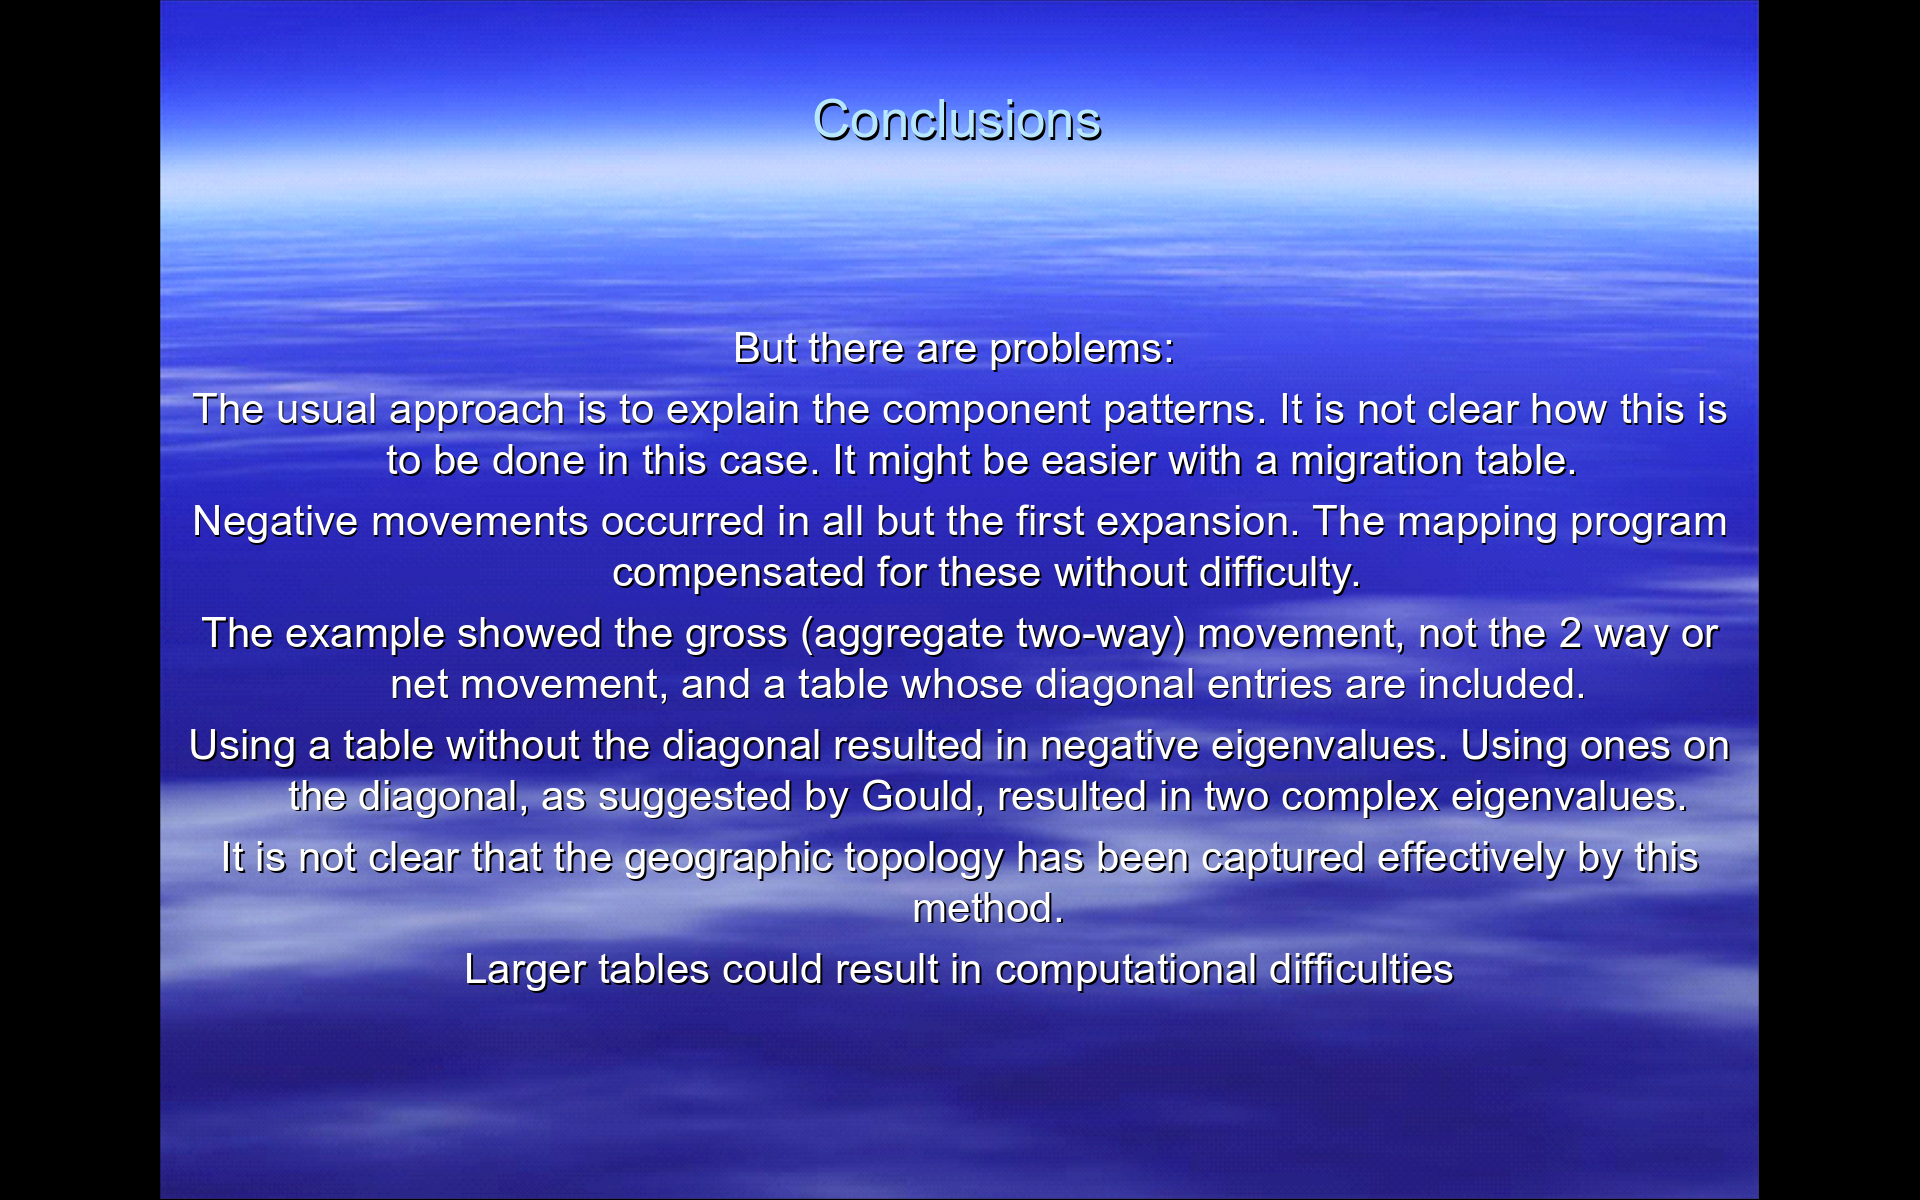 Conclusions
But there are problems:
The usual approach is to explain the component patterns. It is not clear how this is
to be done in this case. It might be easier with a migration table.
Negative movements occurred in all but the first expansion. The mapping program
compensated for these without difficulty.
The example showed the gross (aggregate two-way) movement, not the 2 way or
net movement, and a table whose diagonal entries are included.
Using a table without the diagonal resulted in negative eigenvalues. Using ones on
the diagonal, as suggested by Gould, resulted in two complex eigenvalues.
It is not clear that the geographic topology has been captured effectively by this
method.
Larger tables could result in computational difficulties